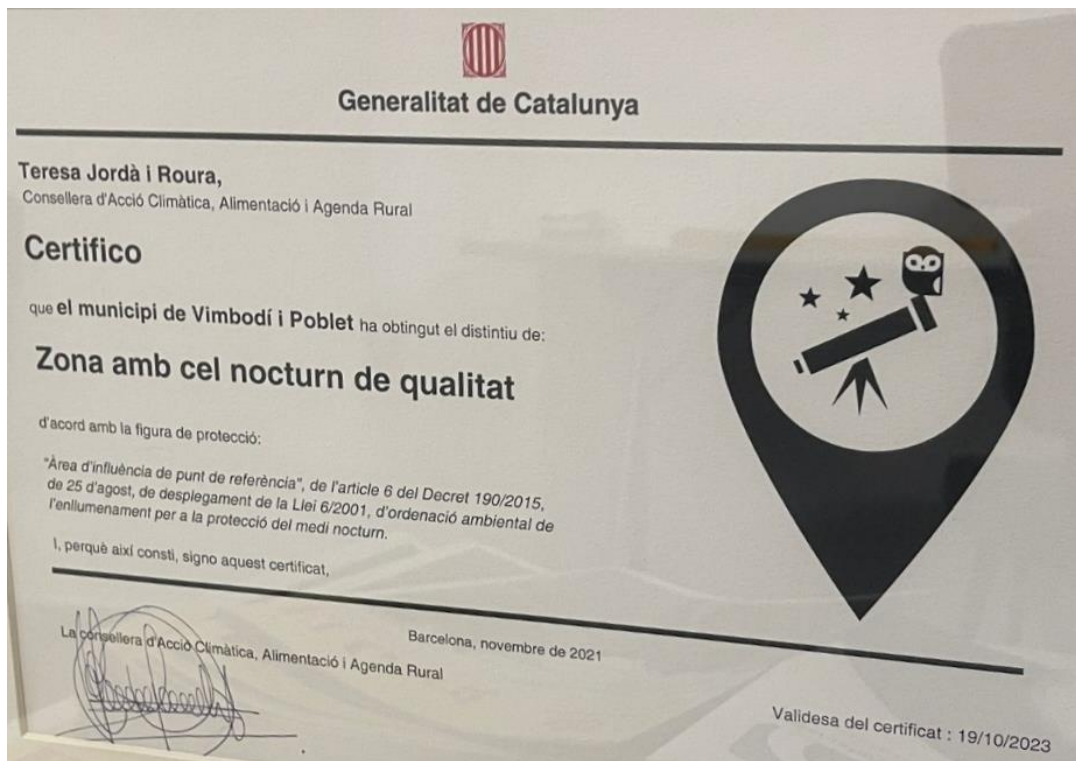 Generalitat de Catalunya
Teresa Jordà i Roura,
Consellera d'Acció Climàtica, Alimentació i Agenda Rural
Certifico
que el municipi de Vimbodí i Poblet ha obtingut el distintiu de:
Zona amb cel nocturn de qualitat
d'acord amb la figura de protecció:
"Àrea d'influència de punt de referència", de l'article 6 del Decret 190/2015,
de 25 d'agost, de desplegament de la Llei 6/2001, d'ordenació ambiental de
l'enllumenament per a la protecció del medi nocturn.
I, perquè així consti, signo aquest certificat,
Barcelona, novembre de 2021
La consellera d'Acció Climàtica, Alimentació i Agenda Rural
Validesa del certificat : 19/10/2023